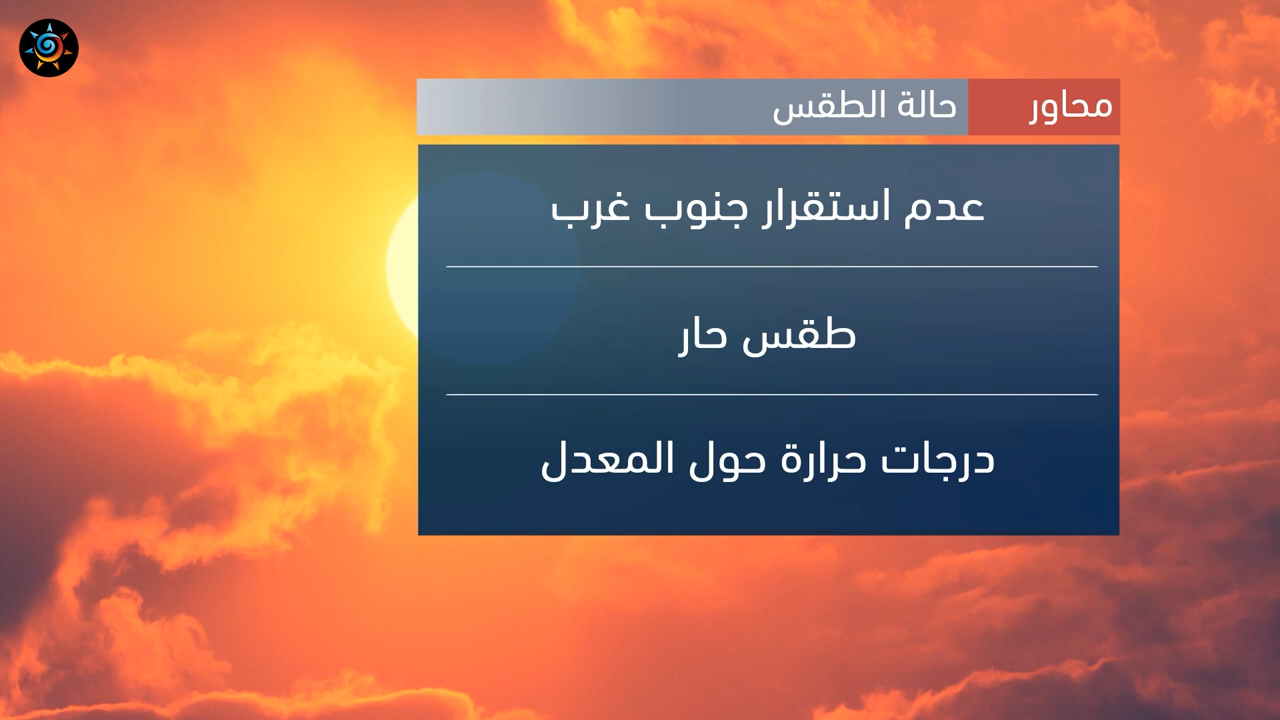 محاور حالة الطقس
عدم استقرار جنوب غرب
طقس حار
درجات حرارة حول المعدل